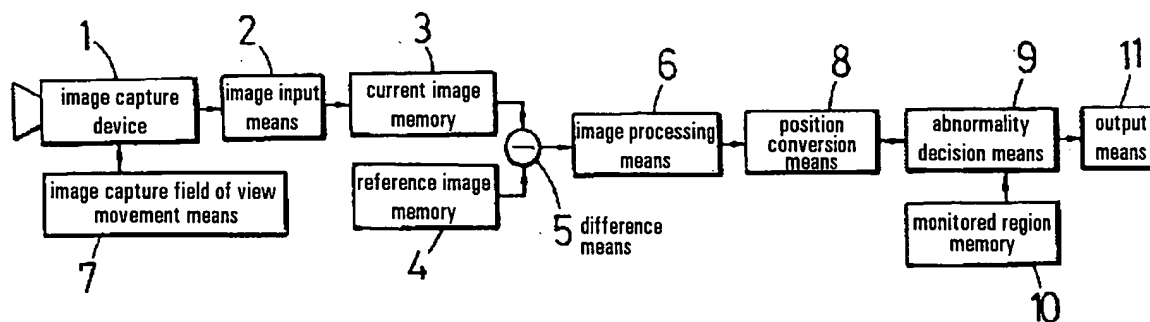 1
image capture
device
2
image input
means
3
current image
memory
reference image
memory
4
5 difference
means
6
image processing
means
image capture field of view
movement means
7
8
position
conversion
means
9
abnormality
decision means
monitored region
memory
10
11
output
means